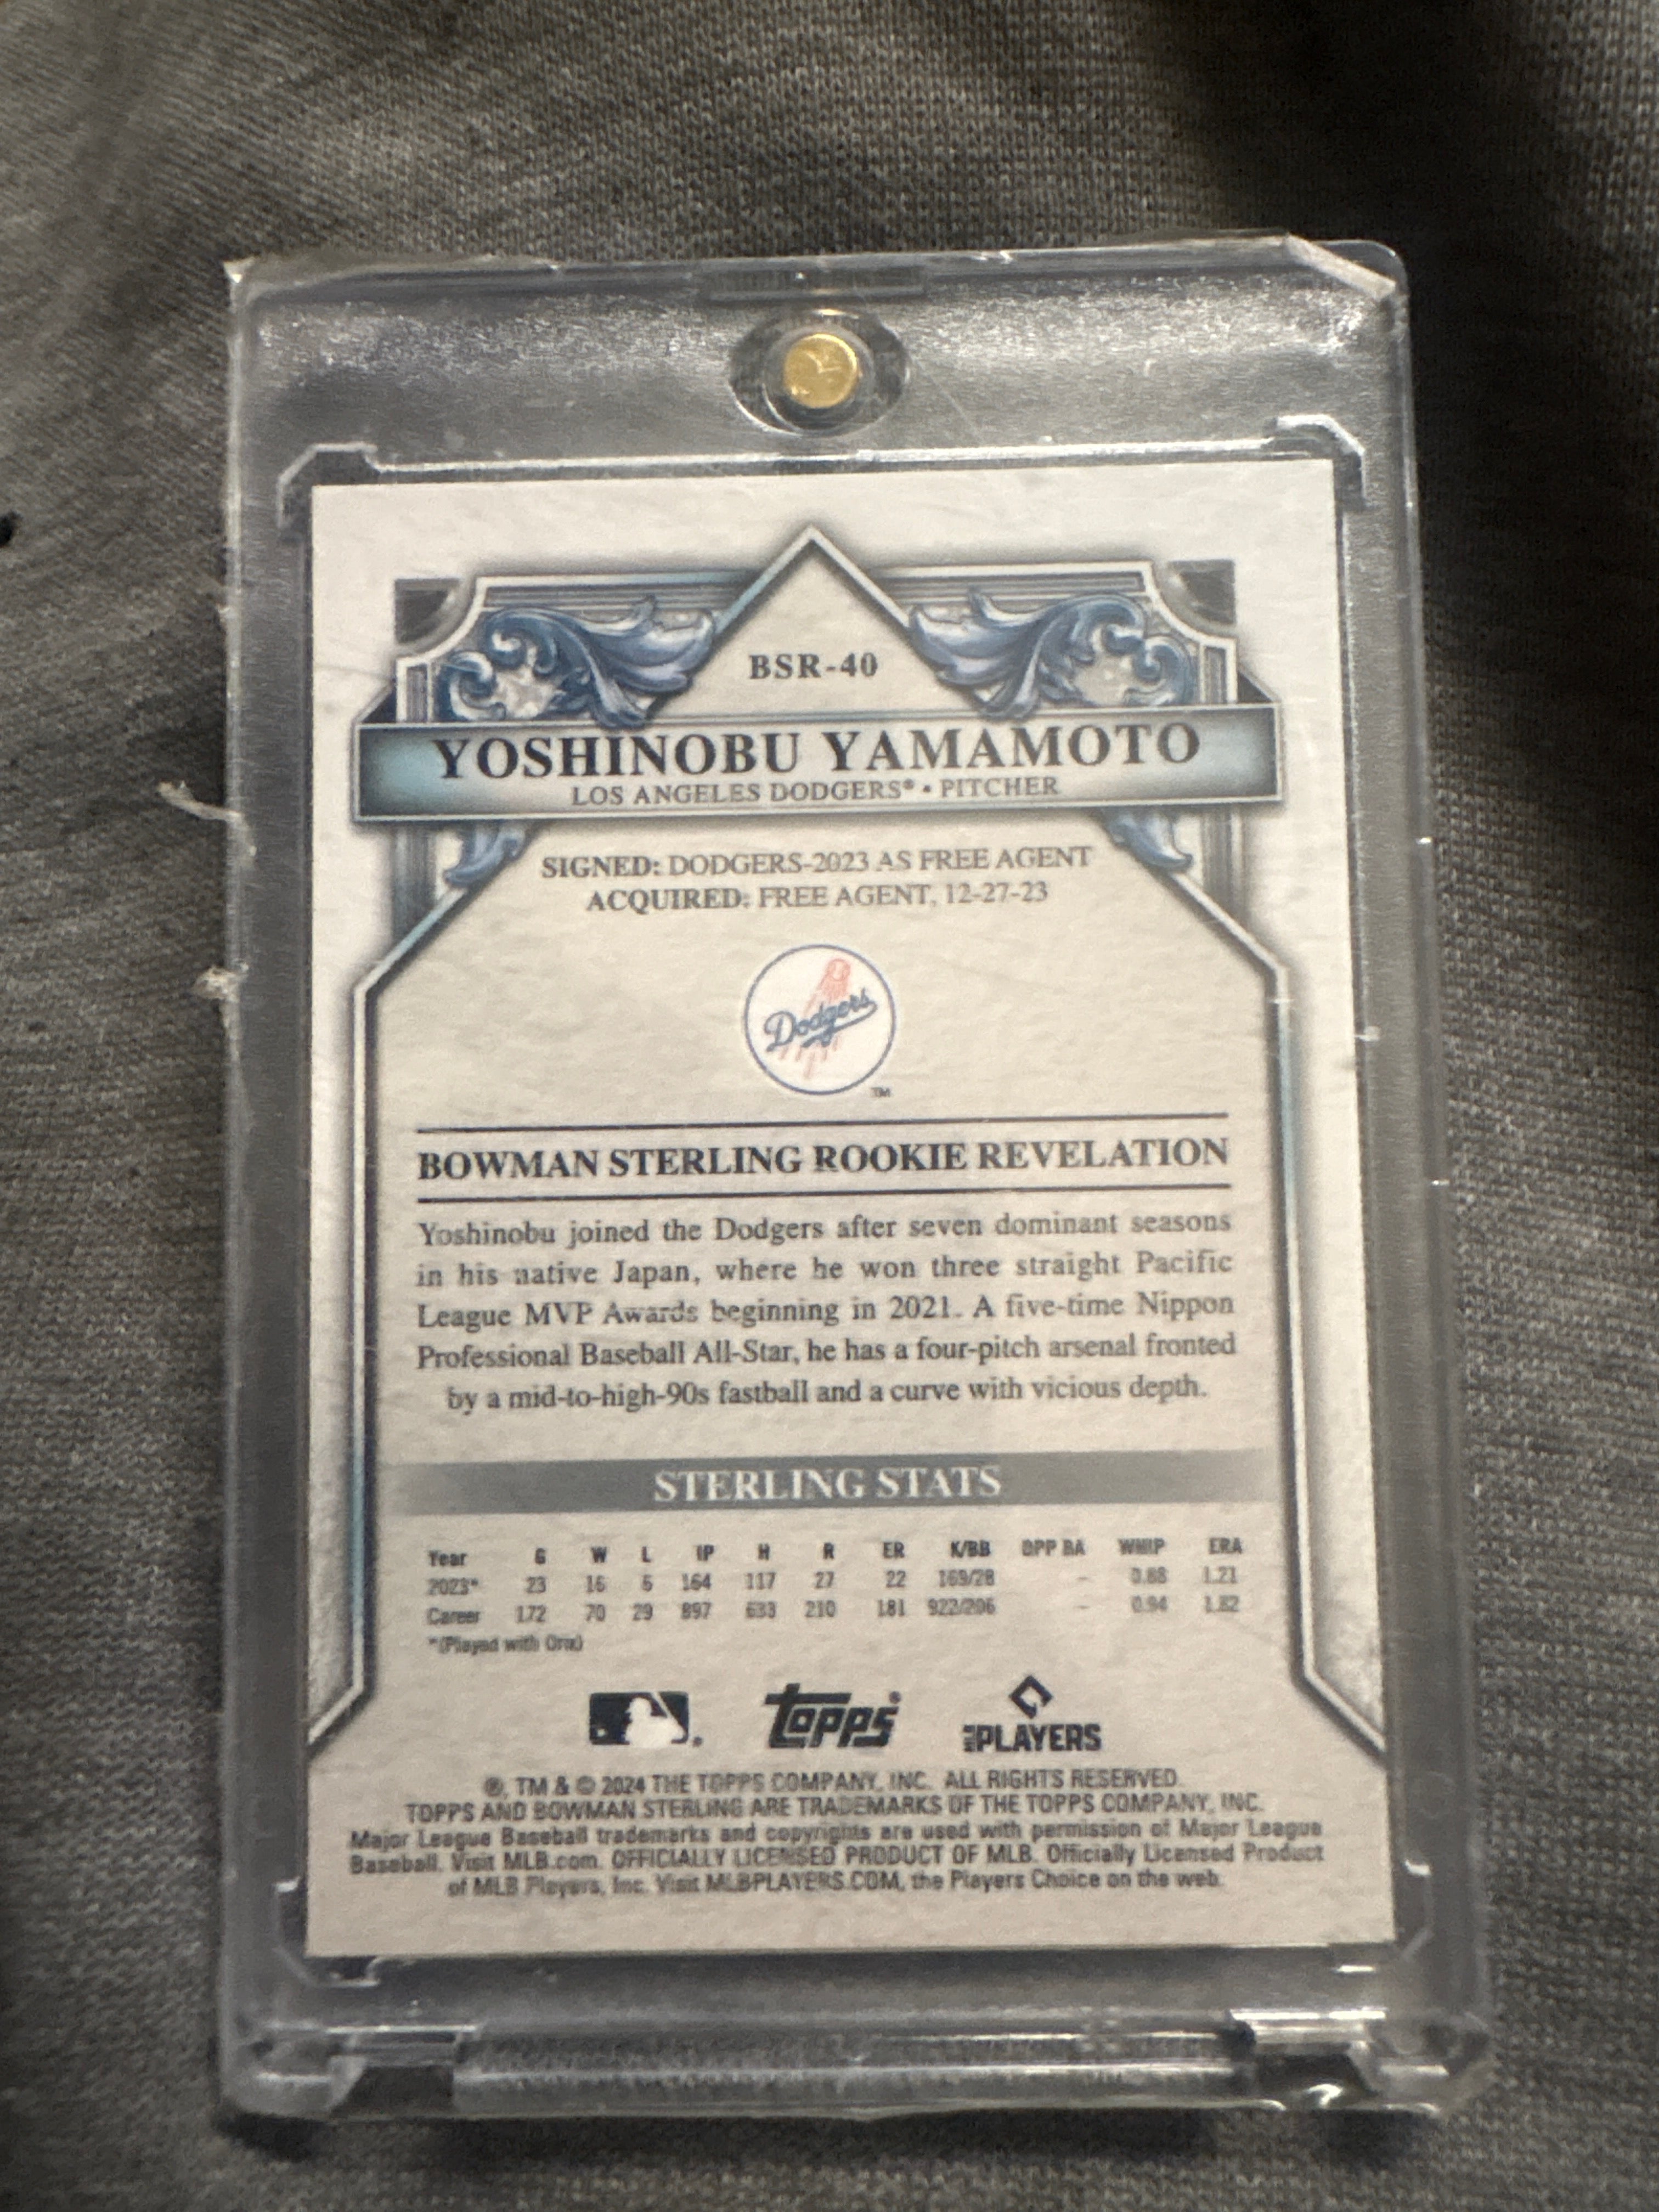 BSR-40
YOSHINOBU YAMAMOTO
LOS ANGELES DODGERS® • PITCHER
SIGNED: DODGERS-2023 AS FREE AGENT
ACQUIRED: FREE AGENT, 12-27-23
Dodgers
TM
BOWMAN STERLING ROOKIE REVELATION
Yoshinobu joined the Dodgers after seven dominant seasons
in his native Japan, where he won three straight Pacific
League MVP Awards beginning in 2021. A five-time Nippon
Professional Baseball All-Star, he has a four-pitch arsenal fronted
by a mid-to-high-90s fastball and a curve with vicious depth.
STERLING STATS
Year G W L IP H R ER K/BB OPP BA WHIP ERA
2023* 23 16 6 164 117 27 22 169/28 – 0.88 1.21
Career 172 70 29 897 633 210 181 922/206 – 0.94 1.82
*(Played with Orix)
topps®
MLB PLAYERS
®, TM & © 2024 THE TOPPS COMPANY, INC. ALL RIGHTS RESERVED.
TOPPS AND BOWMAN STERLING ARE TRADEMARKS OF THE TOPPS COMPANY, INC.
Major League Baseball trademarks and copyrights are used with permission of Major League
Baseball. Visit MLB.com. OFFICIALLY LICENSED PRODUCT OF MLB. Officially Licensed Product
of MLB Players, Inc. Visit MLBPLAYERS.COM, the Players Choice on the web.